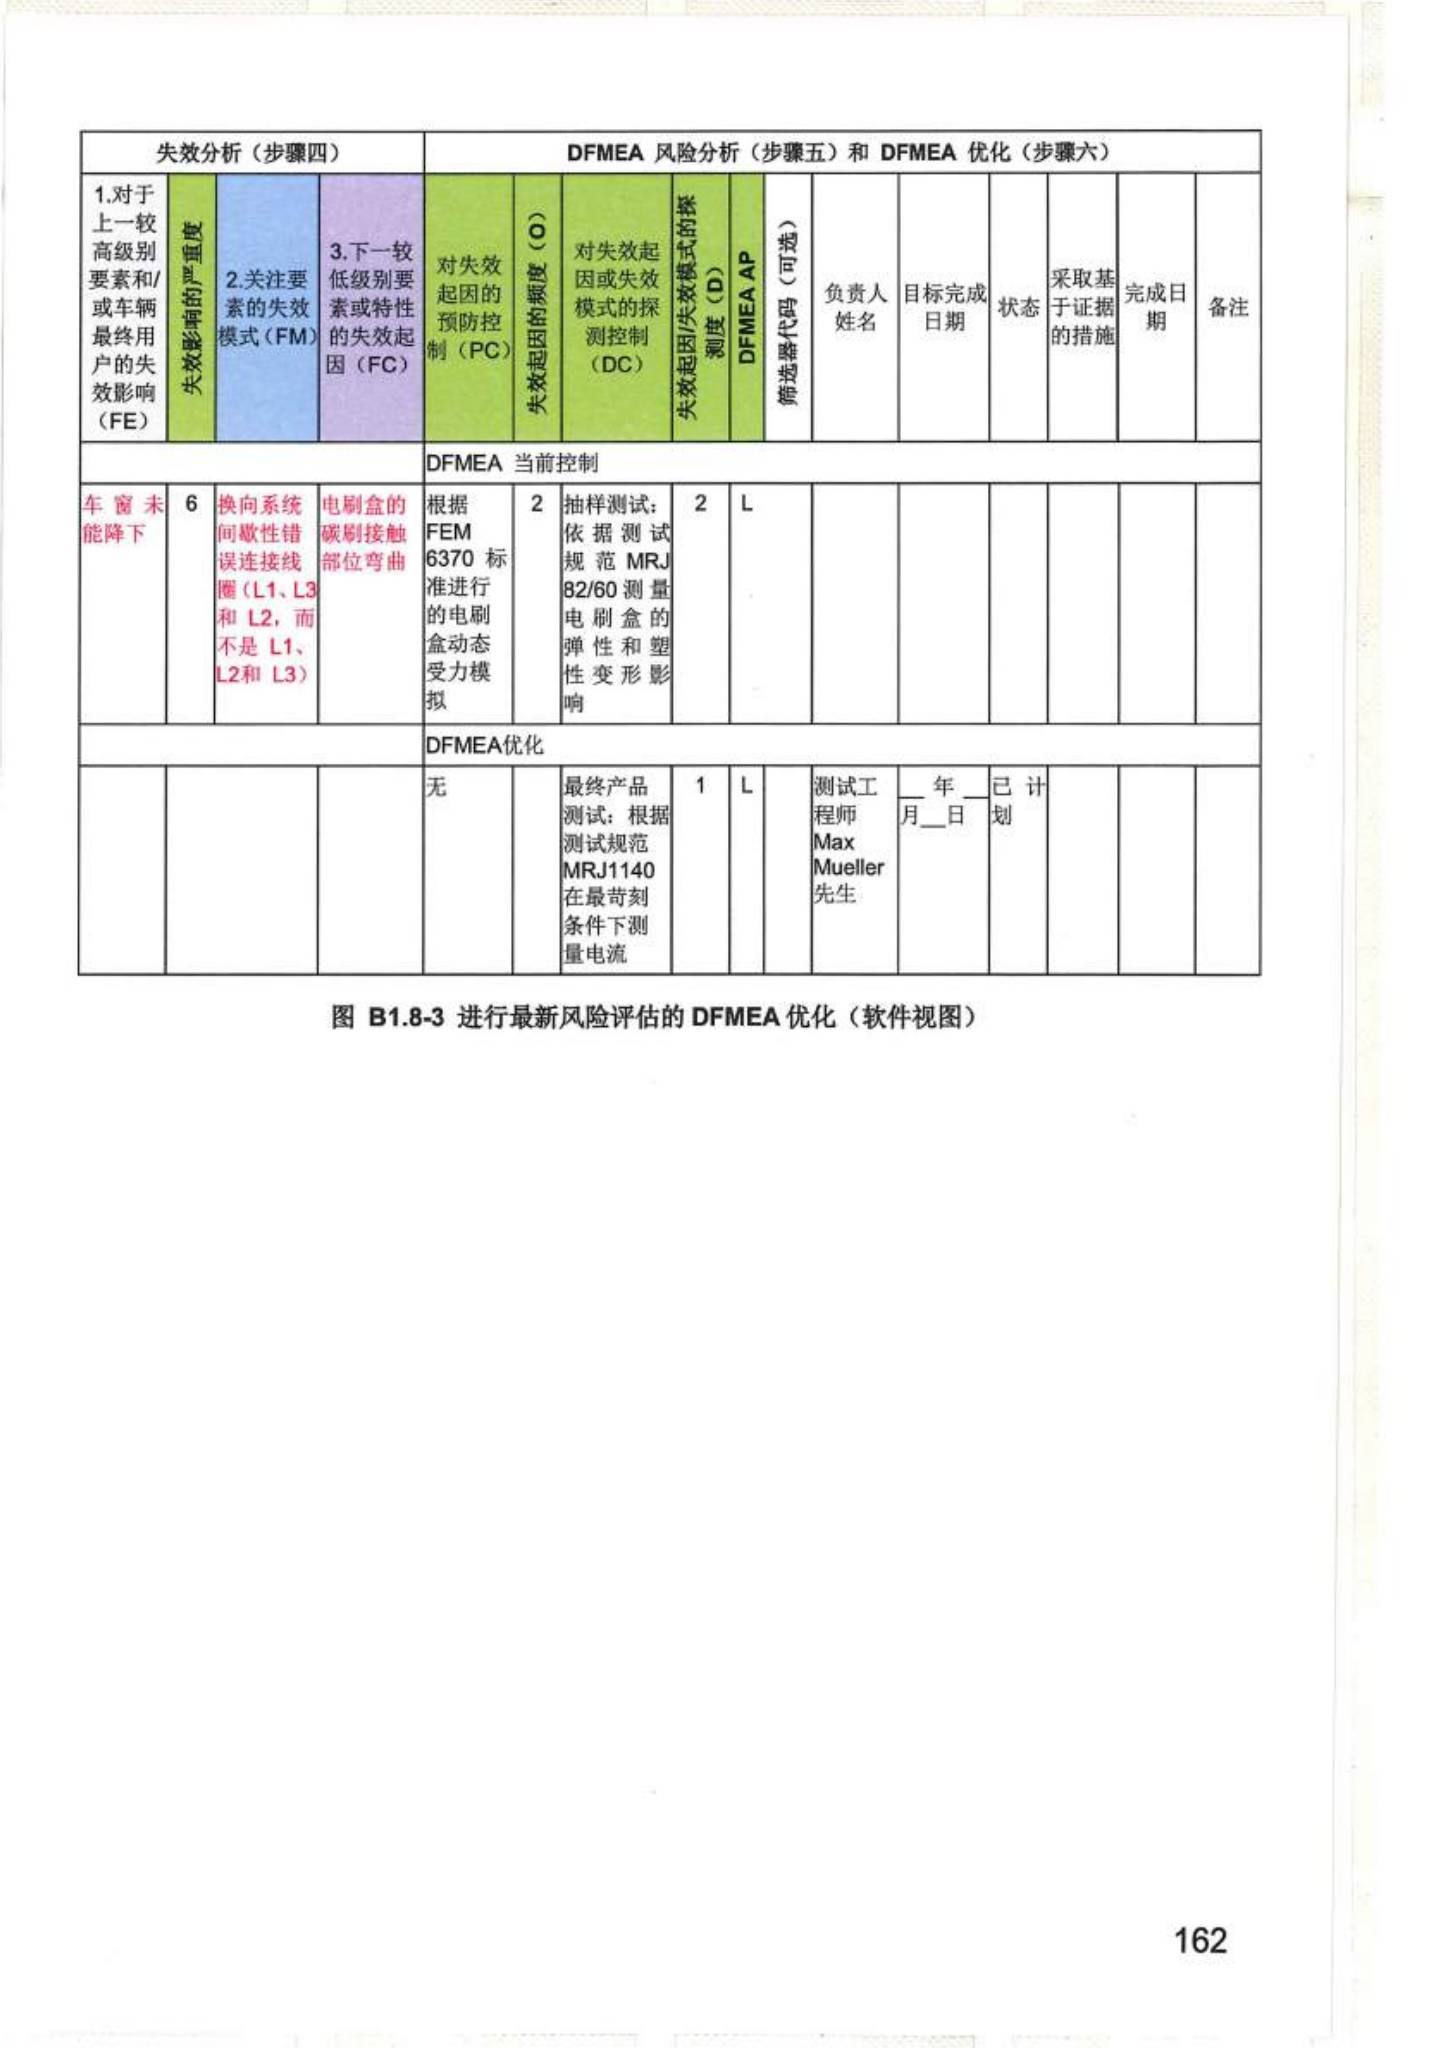 失效分析（步骤四）
DFMEA 风险分析（步骤五）和 DFMEA 优化（步骤六）
1.对于
上一较
高级别
要素和/
或车辆
最终用
户的失
效影响
（FE）
失效影响的严重度
2.关注要
素的失效
模式（FM）
3.下一较
低级别要
素或特性
的失效起
因（FC）
对失效
起因的
预防控
制（PC）
失效起因的频度（O）
对失效起
因或失效
模式的探
测控制
（DC）
失效起因/失效模式的探
测度（D）
DFMEA AP
筛选器代码（可选）
负责人
姓名
目标完成
日期
状态
采取基
于证据
的措施
完成日
期
备注
DFMEA 当前控制
车窗未
能降下
6
换向系统
间歇性错
误连接线
圈（L1、L3
和 L2，而
不是 L1、
L2和 L3）
电刷盒的
碳刷接触
部位弯曲
根据
FEM
6370 标
准进行
的电刷
盒动态
受力模
拟
2
抽样测试：
依据测试
规范 MRJ
82/60 测量
电刷盒的
弹性和塑
性变形影
响
2
L
DFMEA优化
无
最终产品
测试：根据
测试规范
MRJ1140
在最苛刻
条件下测
量电流
1
L
测试工
程师
Max
Mueller
先生
__ 年 __
月__日
已计
划
图 B1.8-3 进行最新风险评估的 DFMEA 优化（软件视图）
162